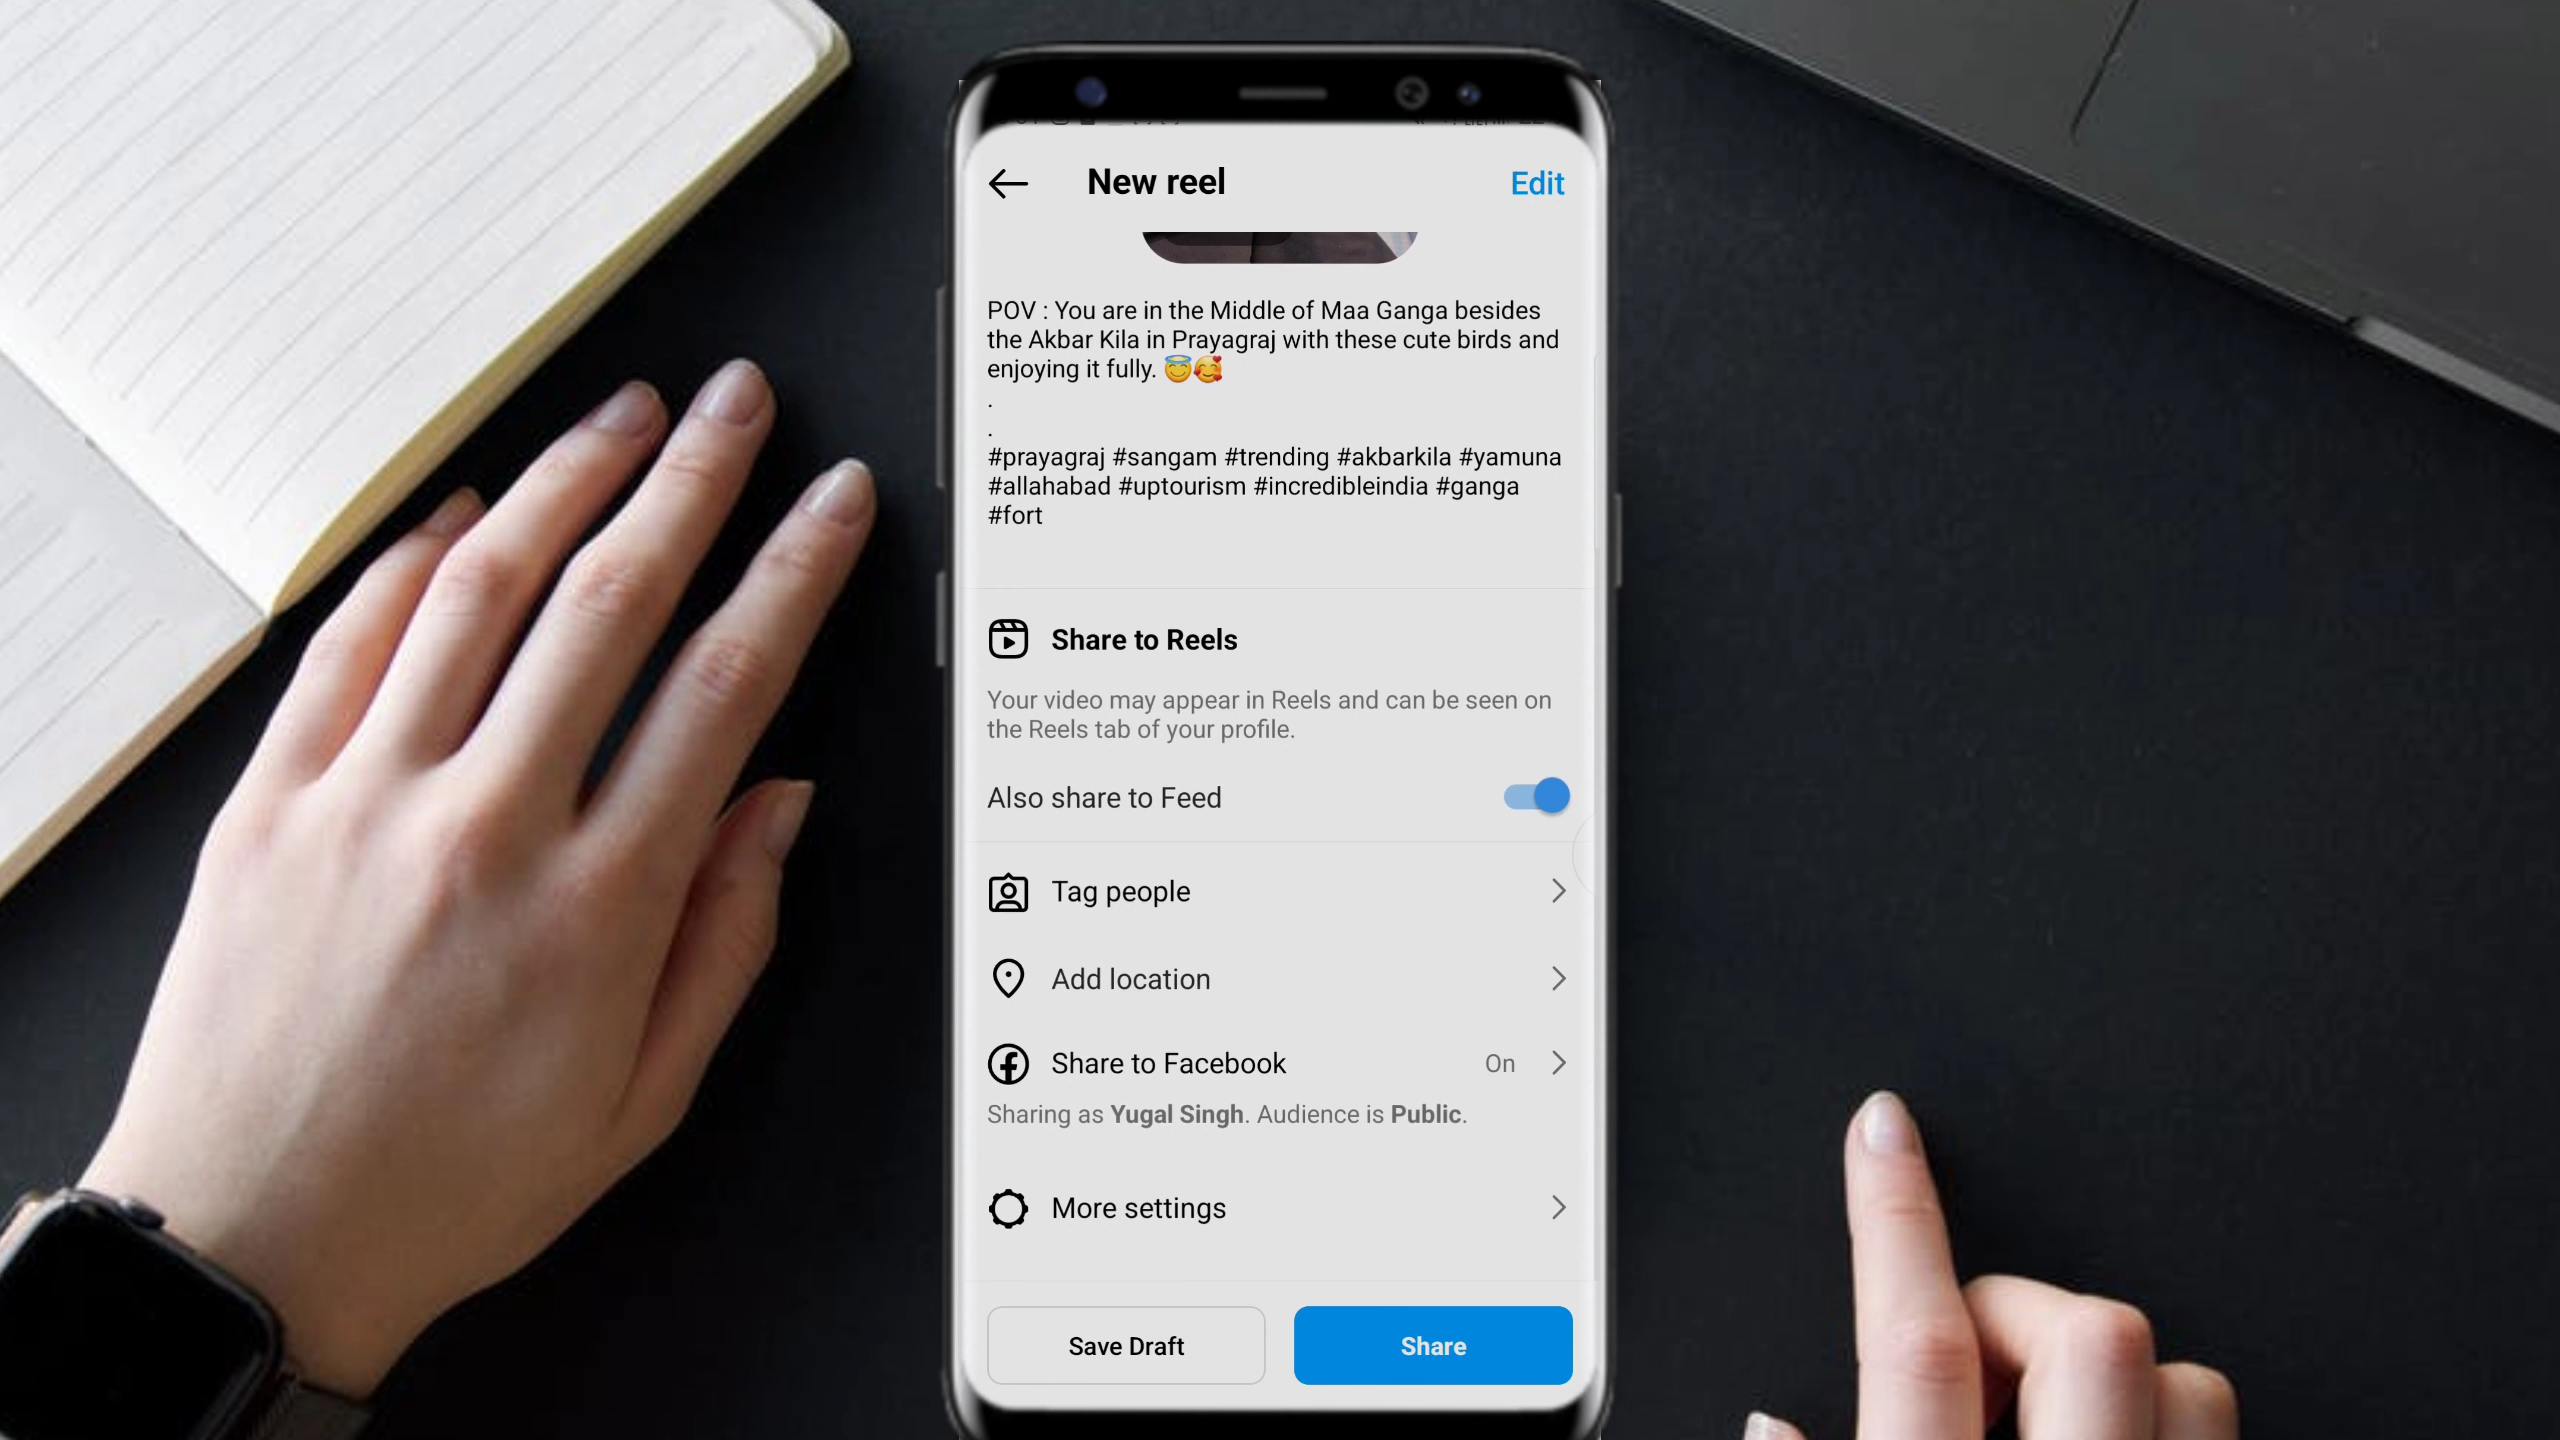 New reel
Edit
POV : You are in the Middle of Maa Ganga besides
the Akbar Kila in Prayagraj with these cute birds and
enjoying it fully. 😇🥰
.
.
#prayagraj #sangam #trending #akbarkila #yamuna
#allahabad #uptourism #incredibleindia #ganga
#fort
Share to Reels
Your video may appear in Reels and can be seen on
the Reels tab of your profile.
Also share to Feed
Tag people
Add location
Share to Facebook On
Sharing as Yugal Singh. Audience is Public.
More settings
Save Draft
Share